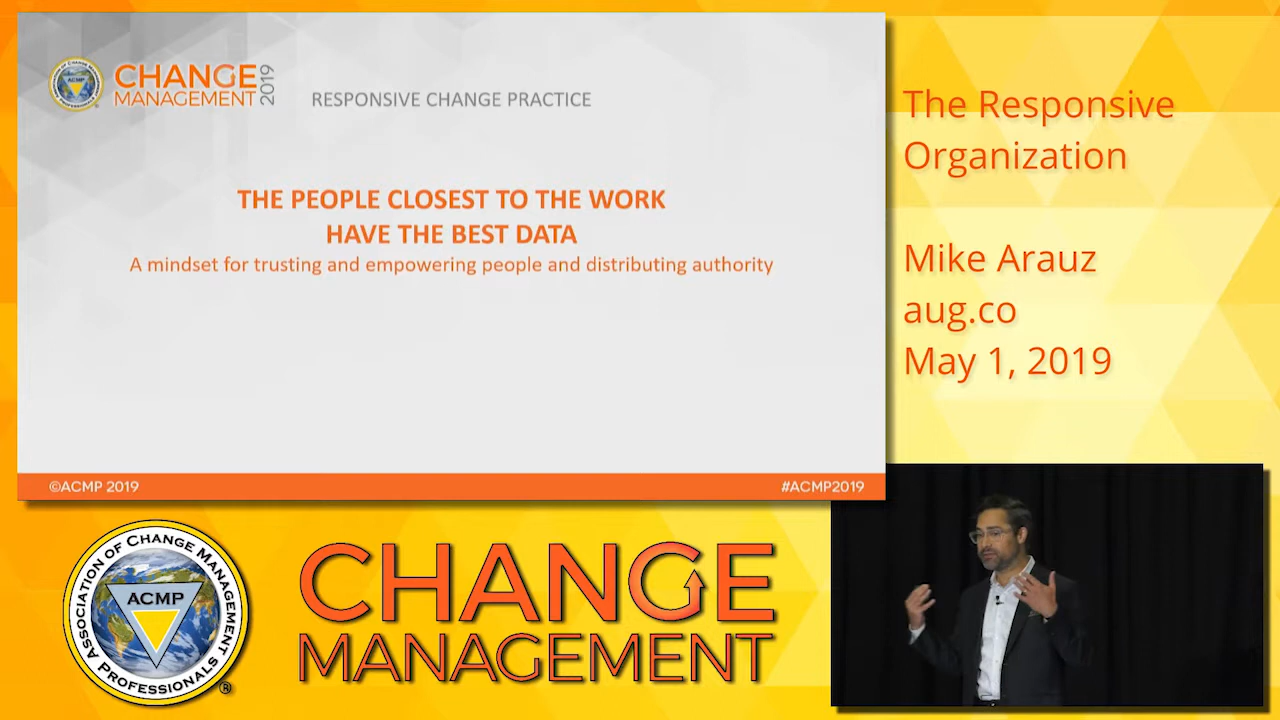 CHANGE
MANAGEMENT
2019
ACMP
RESPONSIVE CHANGE PRACTICE
THE PEOPLE CLOSEST TO THE WORK
HAVE THE BEST DATA
A mindset for trusting and empowering people and distributing authority
©ACMP 2019
#ACMP2019
The Responsive
Organization
Mike Arauz
aug.co
May 1, 2019
ASSOCIATION OF CHANGE MANAGEMENT PROFESSIONALS
ACMP
®
CHANGE
MANAGEMENT